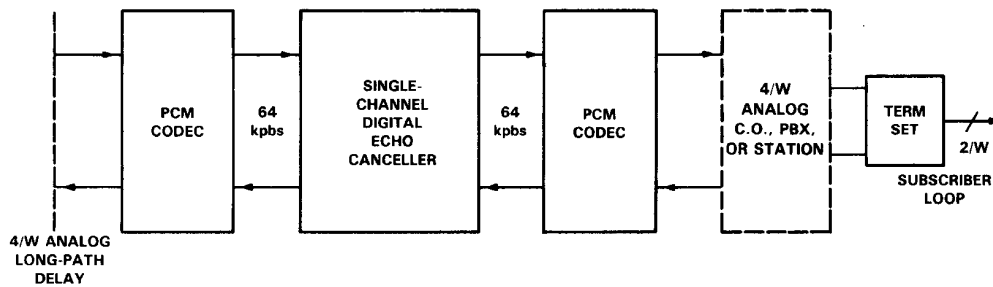 PCM
CODEC
64
kpbs
SINGLE-
CHANNEL
DIGITAL
ECHO
CANCELLER
64
kpbs
PCM
CODEC
4/W
ANALOG
C.O., PBX,
OR STATION
TERM
SET
2/W
SUBSCRIBER
LOOP
4/W ANALOG
LONG-PATH
DELAY